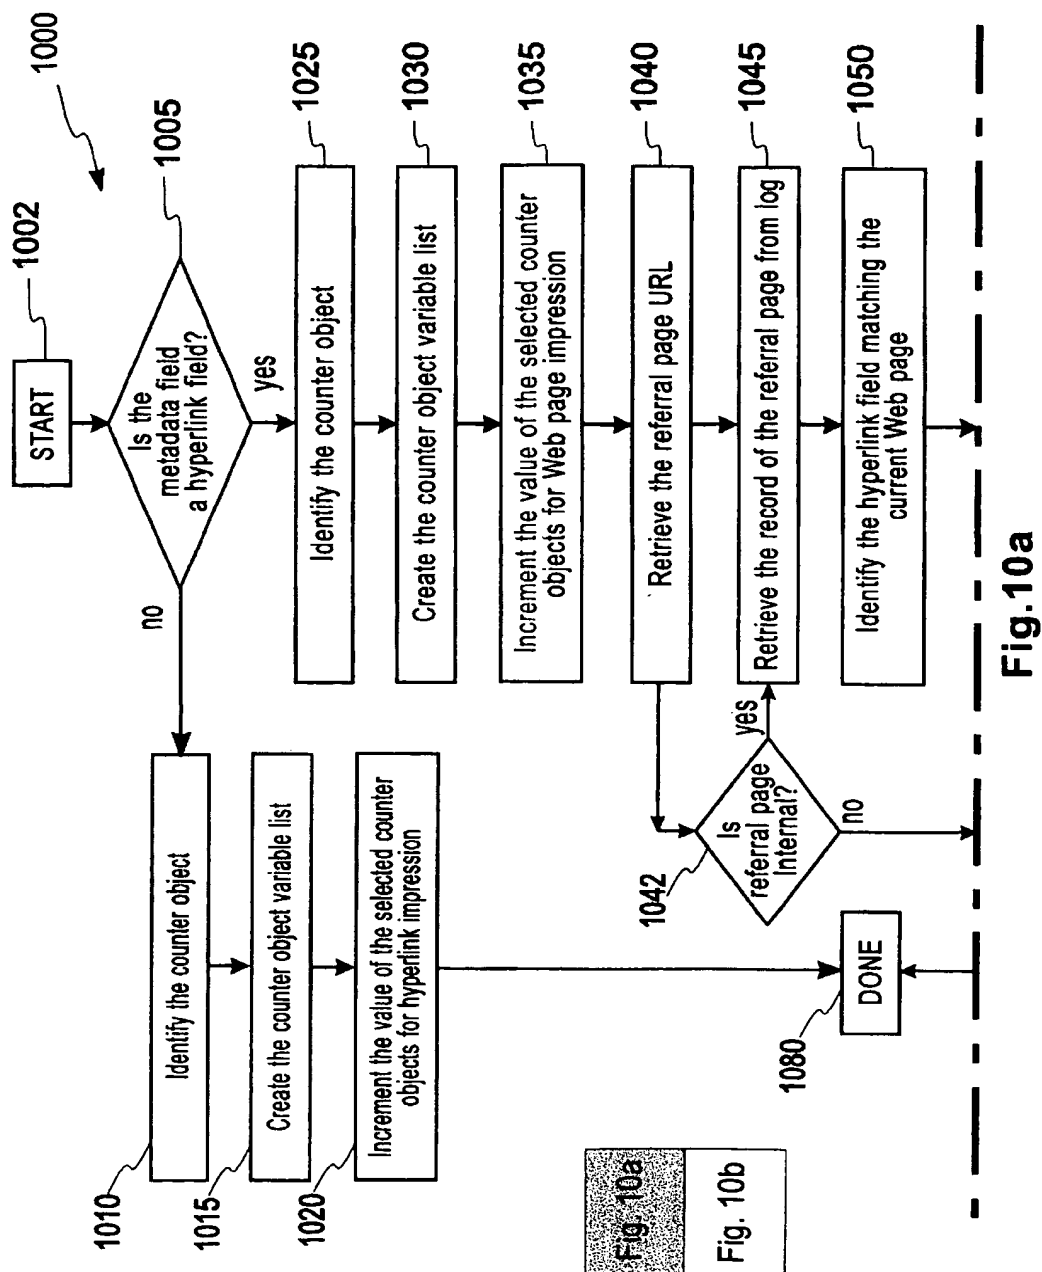 1000
1002
START
1005
Is the
metadata field
a hyperlink field?
no
yes
1010
Identify the counter object
1015
Create the counter object variable list
1020
Increment the value of the selected counter
objects for hyperlink impression
1025
Identify the counter object
1030
Create the counter object variable list
1035
Increment the value of the selected counter
objects for Web page impression
1040
Retrieve the referral page URL
1042
Is
referral page
Internal?
yes
no
1045
Retrieve the record of the referral page from log
1050
Identify the hyperlink field matching the
current Web page
1080
DONE
Fig. 10a
Fig. 10b
Fig.10a